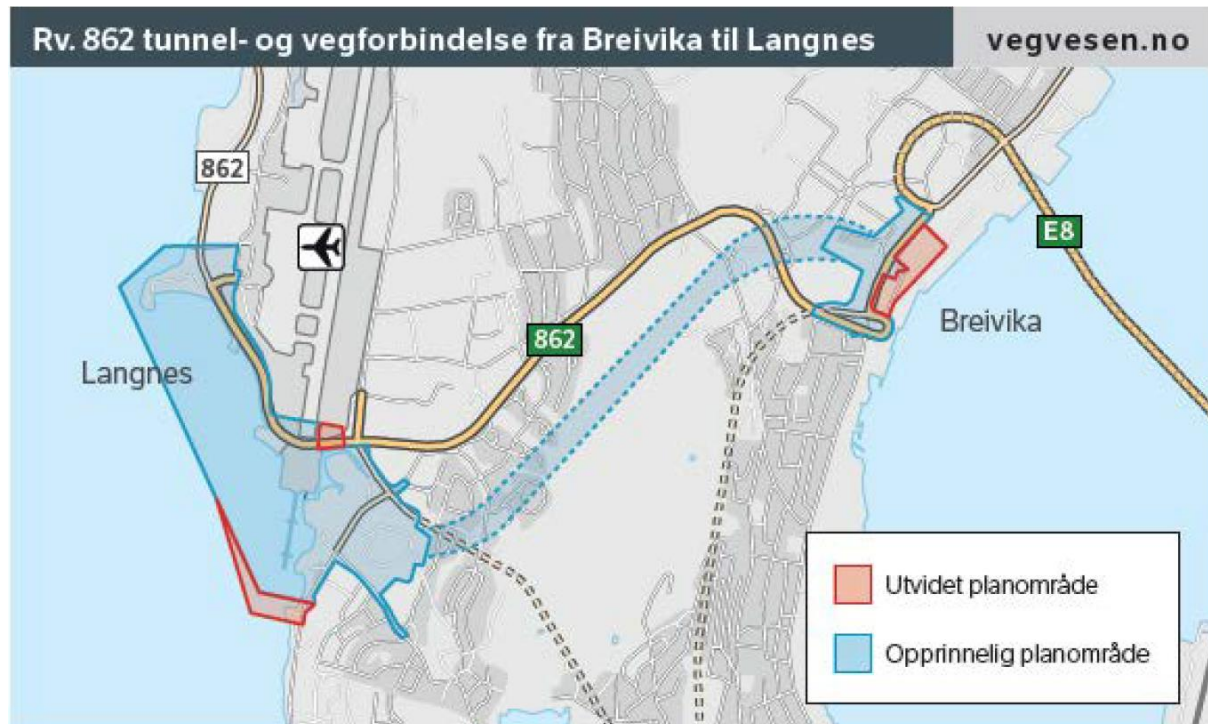 Rv. 862 tunnel- og vegforbindelse fra Breivika til Langnes
vegvesen.no
862
E8
Breivika
862
Langnes
Utvidet planområde
Opprinnelig planområde